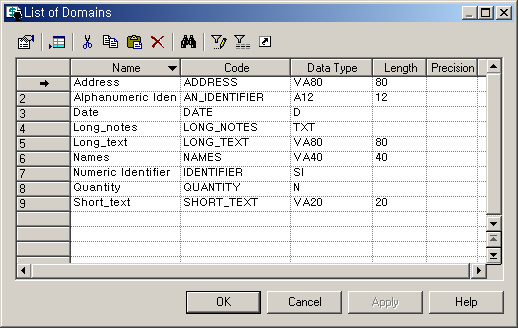 List of Domains
Name Code Data Type Length Precision
Address ADDRESS VA80 80
2 Alphanumeric Iden AN_IDENTIFIER A12 12
3 Date DATE D
4 Long_notes LONG_NOTES TXT
5 Long_text LONG_TEXT VA80 80
6 Names NAMES VA40 40
7 Numeric Identifier IDENTIFIER SI
8 Quantity QUANTITY N
9 Short_text SHORT_TEXT VA20 20
OK Cancel Apply Help